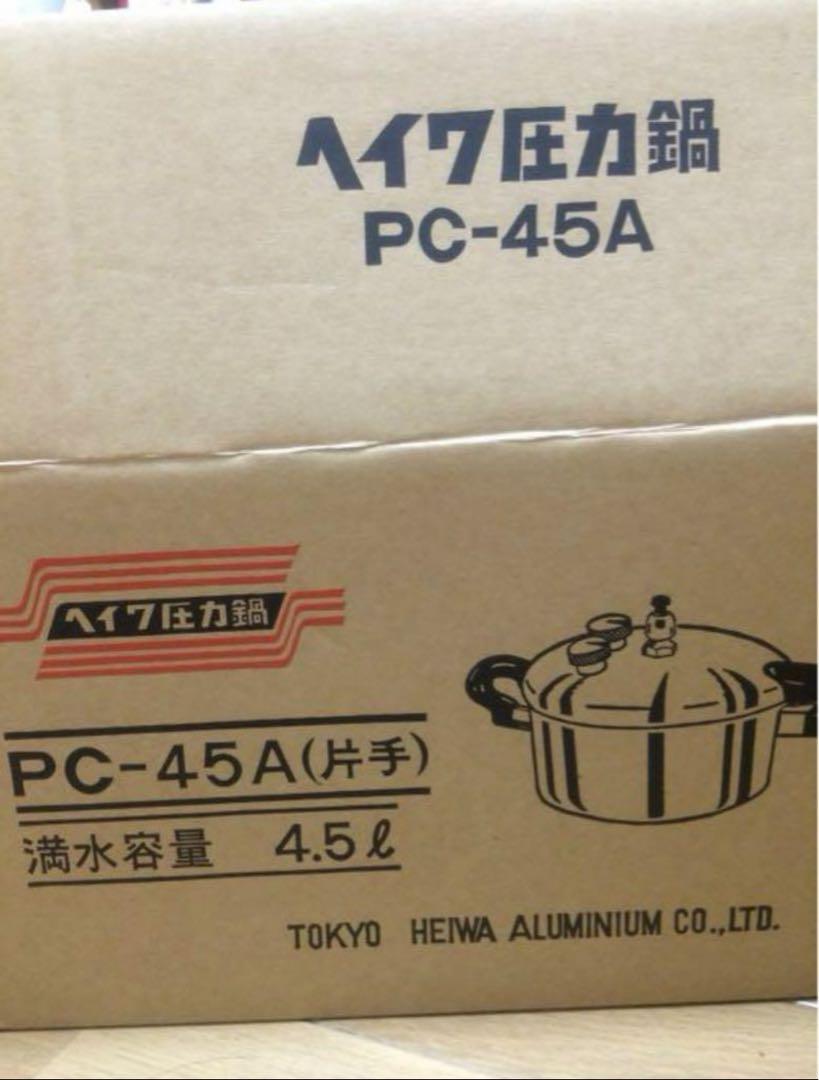 ヘイワ圧力鍋
PC-45A
ヘイワ圧力鍋
PC-45A(片手)
満水容量 4.5ℓ
TOKYO HEIWA ALUMINIUM CO.,LTD.